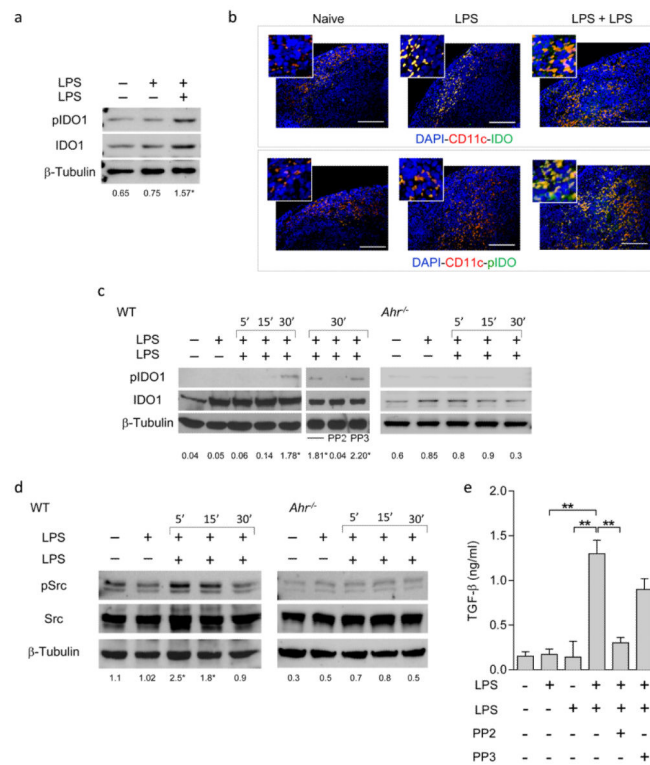 a
LPS – + +
LPS – – +
pIDO1
IDO1
β-Tubulin
0.65 0.75 1.57*
b
Naive LPS LPS + LPS
DAPI-CD11c-IDO
DAPI-CD11c-pIDO
c
WT Ahr-/-
5′ 15′ 30′ 30′ 5′ 15′ 30′
LPS – + + + + + + + – + + + +
LPS – – + + + + + + – – + + +
pIDO1
IDO1
β-Tubulin
— PP2 PP3
0.04 0.05 0.06 0.14 1.78* 1.81* 0.04 2.20* 0.6 0.85 0.8 0.9 0.3
d
WT Ahr-/-
5′ 15′ 30′ 5′ 15′ 30′
LPS – + + + + – + + + +
LPS – – + + + – – + + +
pSrc
Src
β-Tubulin
1.1 1.02 2.5* 1.8* 0.9 0.3 0.5 0.7 0.8 0.5
e
TGF-β (ng/ml)
2.0
1.5
1.0
0.5
0.0
** ** **
LPS - + - + + +
LPS - - + + + +
PP2 - - - - + -
PP3 - - - - - +